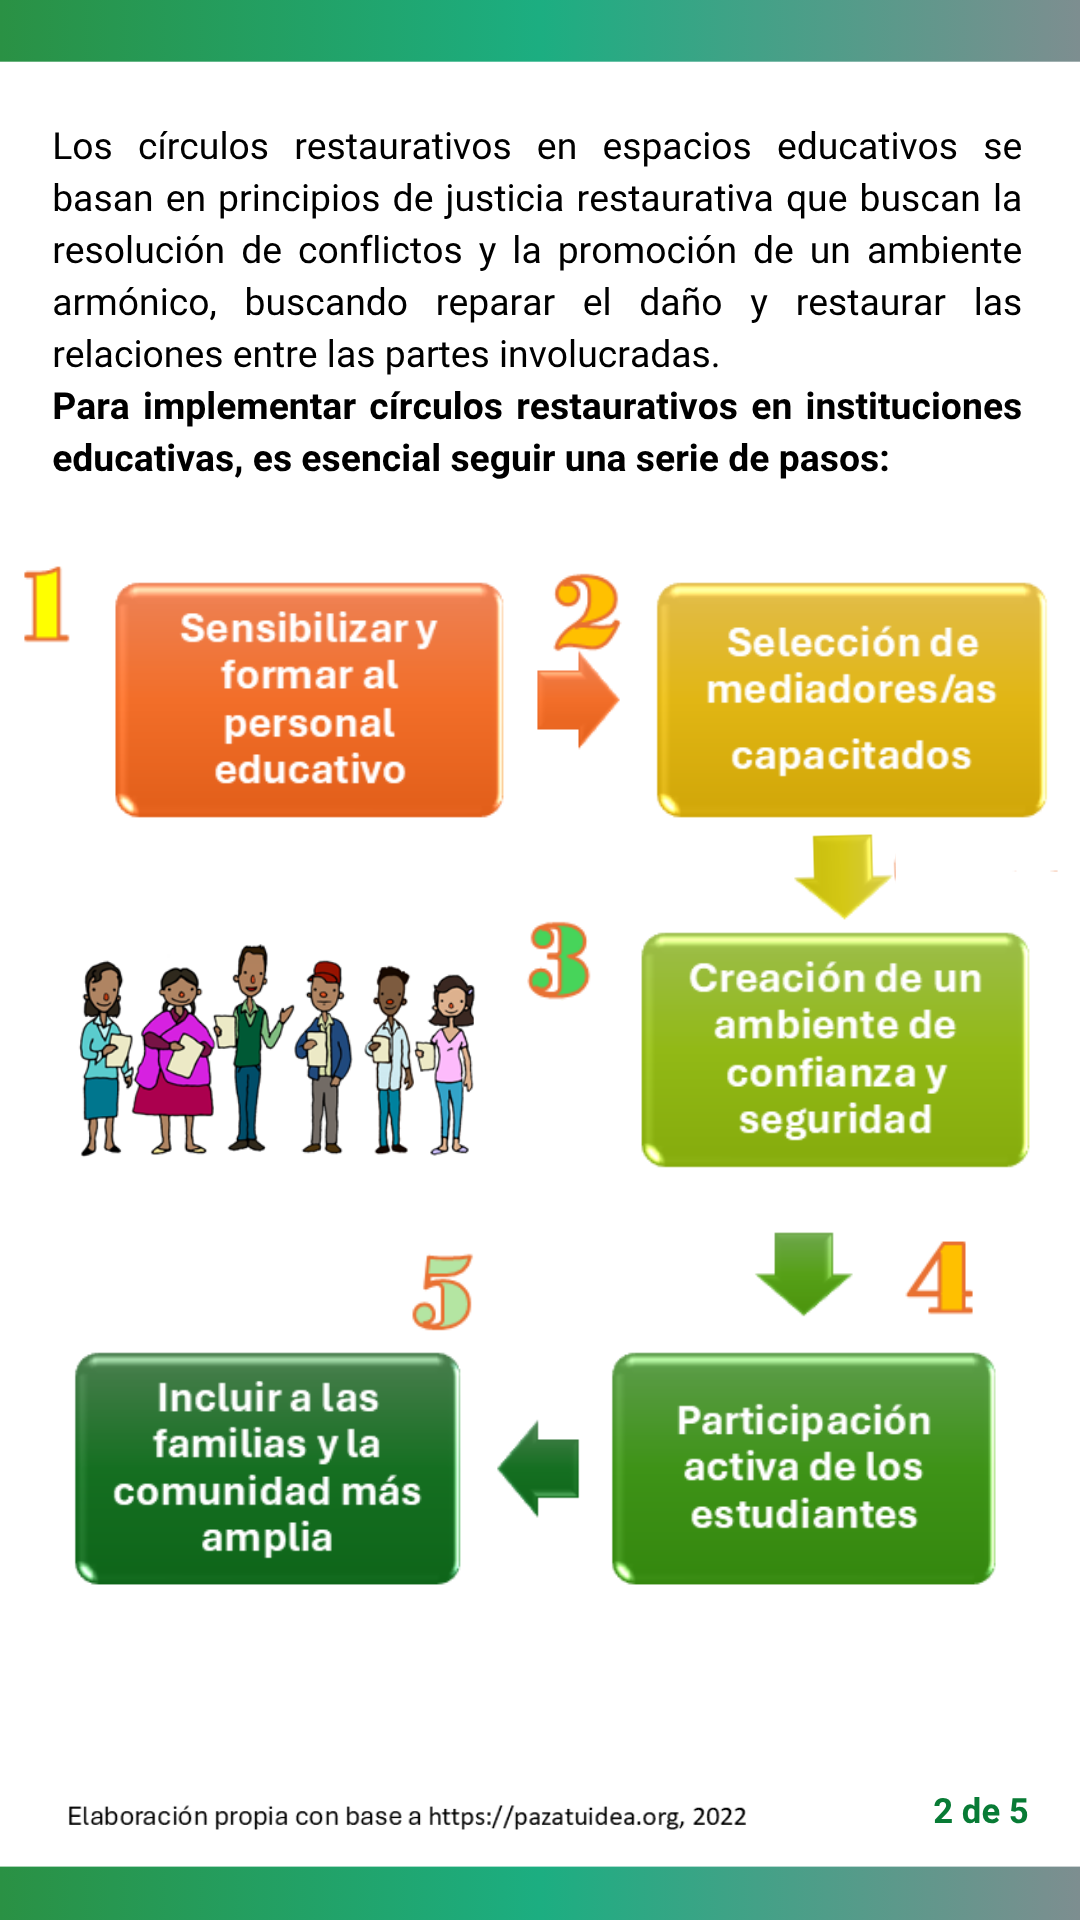 Los círculos restaurativos en espacios educativos se
basan en principios de justicia restaurativa que buscan la
resolución de conflictos y la promoción de un ambiente
armónico, buscando reparar el daño y restaurar las
relaciones entre las partes involucradas.
Para implementar círculos restaurativos en instituciones
educativas, es esencial seguir una serie de pasos:
1
Sensibilizar y
formar al
personal
educativo
2
Selección de
mediadores/as
capacitados
3
Creación de un
ambiente de
confianza y
seguridad
4
Participación
activa de los
estudiantes
5
Incluir a las
familias y la
comunidad más
amplia
Elaboración propia con base a https://pazatuidea.org, 2022
2 de 5